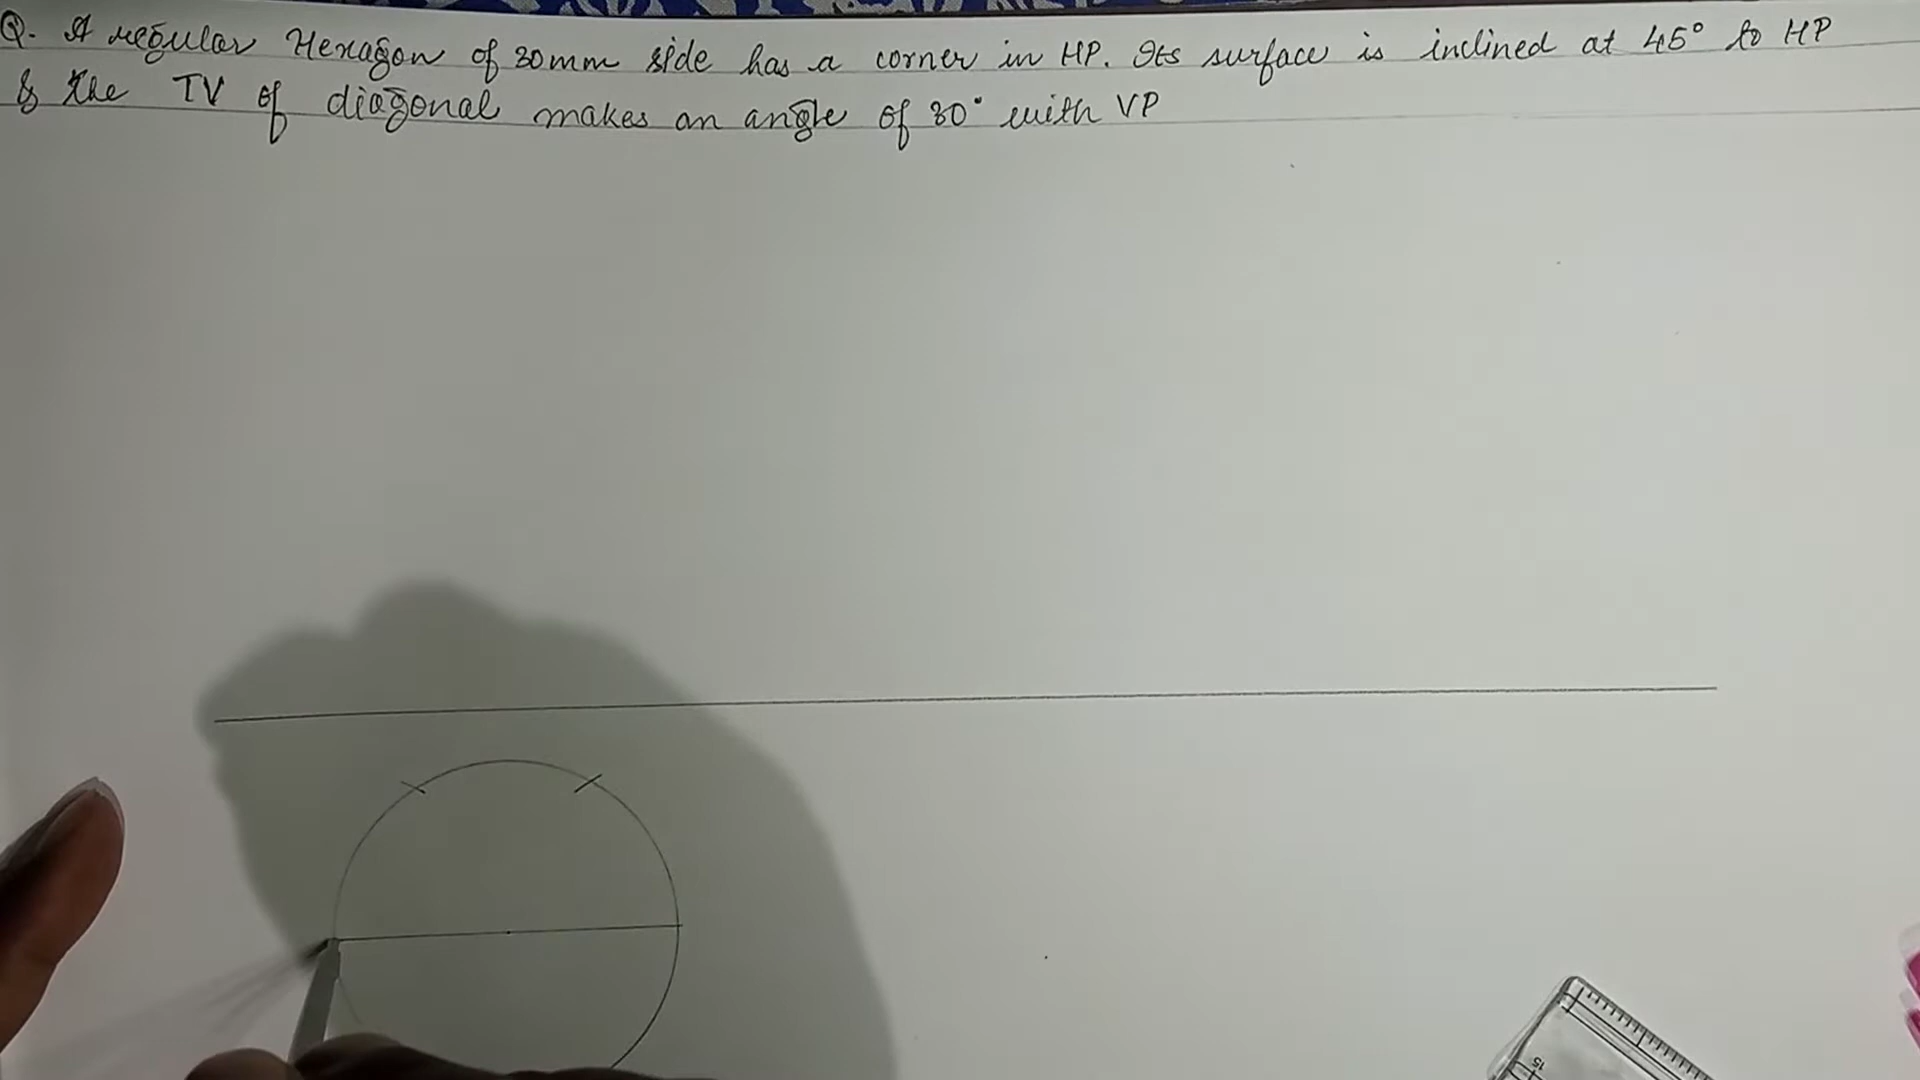 Q. A regular Hexagon of 30mm side has a corner in HP. Its surface is inclined at 45° to HP
& the TV of diagonal makes an angle of 30° with VP
15